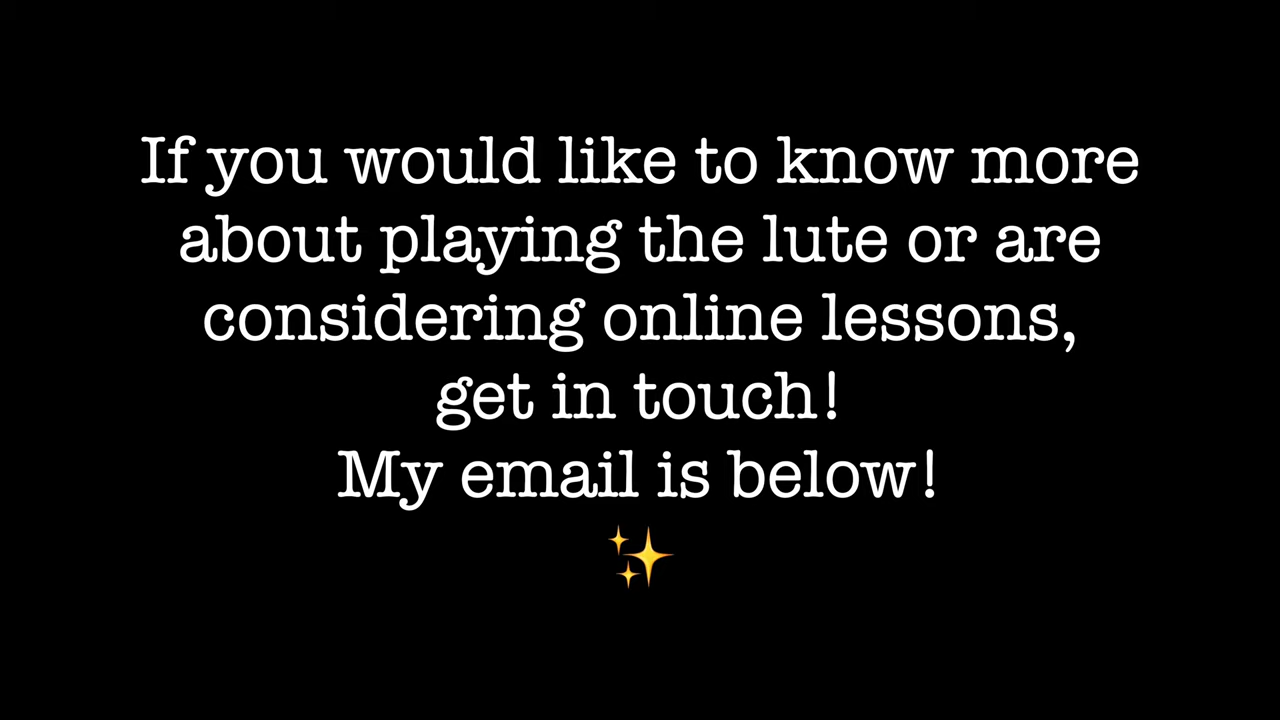 If you would like to know more
about playing the lute or are
considering online lessons,
get in touch!
My email is below!
✨